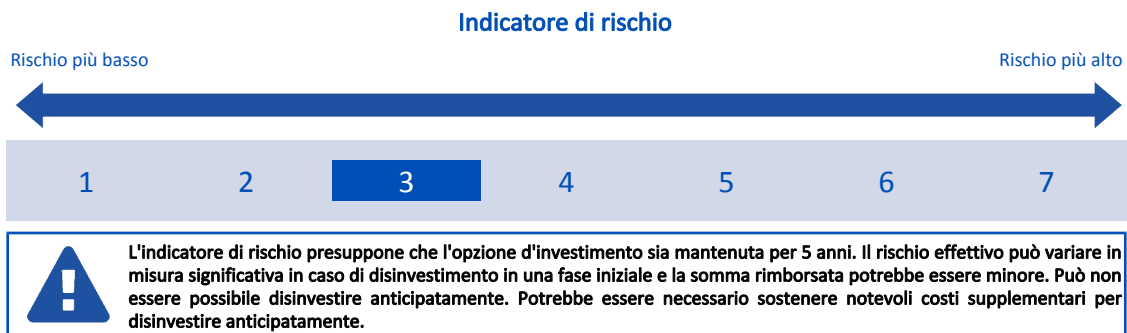 Indicatore di rischio
Rischio più basso
Rischio più alto
1 2 3 4 5 6 7
L'indicatore di rischio presuppone che l'opzione d'investimento sia mantenuta per 5 anni. Il rischio effettivo può variare in
misura significativa in caso di disinvestimento in una fase iniziale e la somma rimborsata potrebbe essere minore. Può non
essere possibile disinvestire anticipatamente. Potrebbe essere necessario sostenere notevoli costi supplementari per
disinvestire anticipatamente.